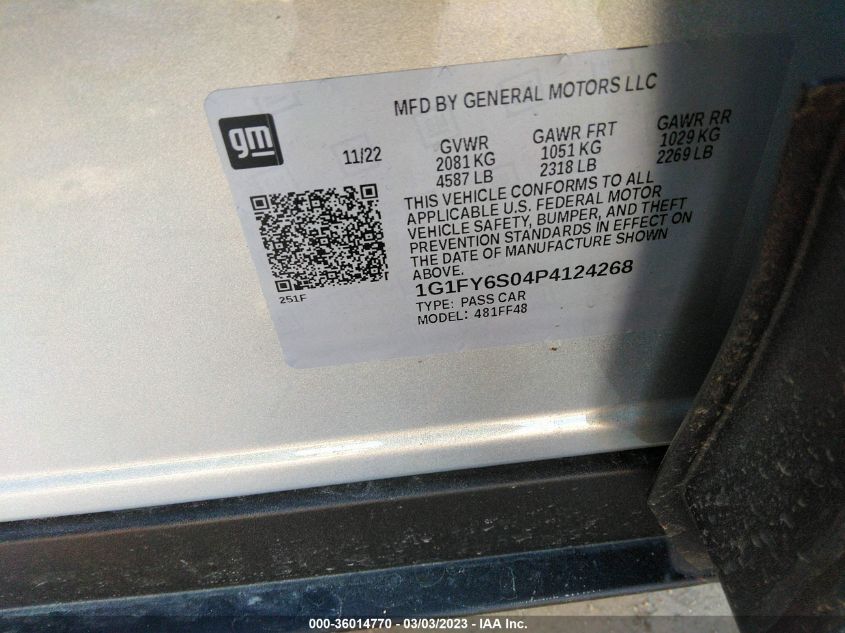 MFD BY GENERAL MOTORS LLC
gm
11/22
GVWR
2081 KG
4587 LB
GAWR FRT
1051 KG
2318 LB
GAWR RR
1029 KG
2269 LB
THIS VEHICLE CONFORMS TO ALL
APPLICABLE U.S. FEDERAL MOTOR
VEHICLE SAFETY, BUMPER, AND THEFT
PREVENTION STANDARDS IN EFFECT ON
THE DATE OF MANUFACTURE SHOWN
ABOVE.
251F
1G1FY6S04P4124268
TYPE: PASS CAR
MODEL: 481FF48
000-36014770 - 03/03/2023 - IAA Inc.